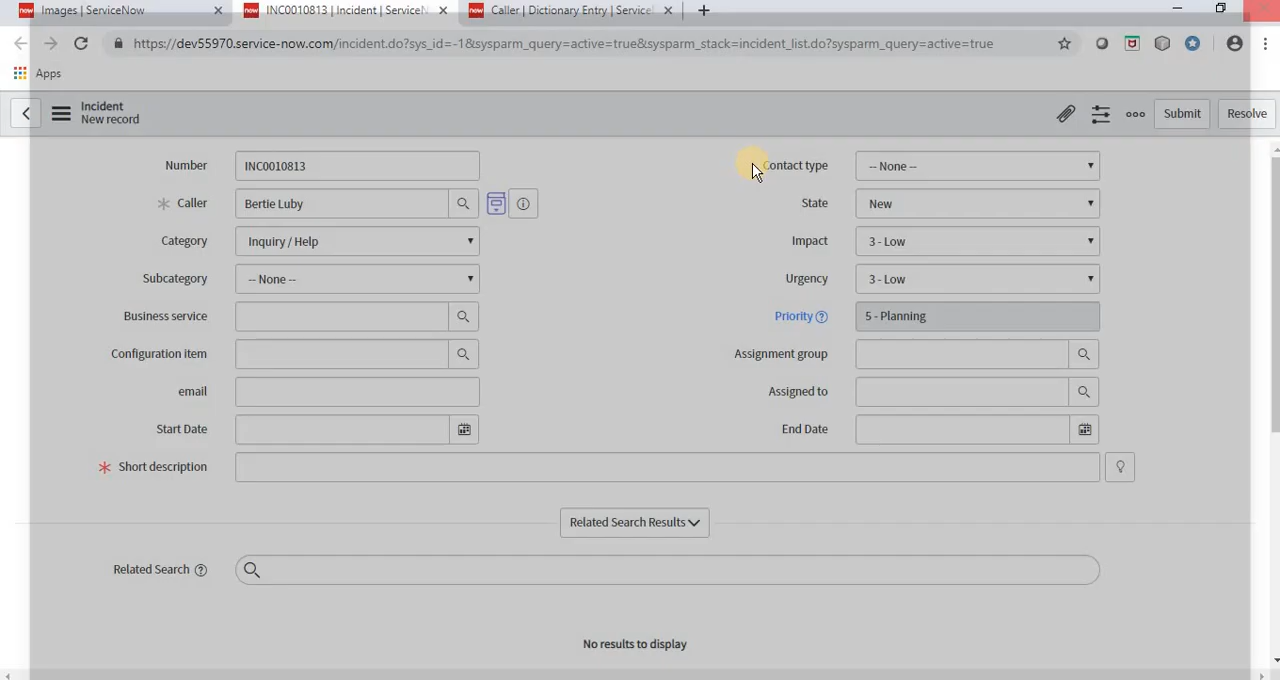 now Images | ServiceNow
now INC0010813 | Incident | ServiceN
now Caller | Dictionary Entry | Service
https://dev55970.service-now.com/incident.do?sys_id=-1&sysparm_query=active=true&sysparm_stack=incident_list.do?sysparm_query=active=true
Apps
Incident
New record
Submit
Resolve
Number INC0010813
Contact type -- None --
Caller Bertie Luby
State New
Category Inquiry / Help
Impact 3 - Low
Subcategory -- None --
Urgency 3 - Low
Business service
Priority 5 - Planning
Configuration item
Assignment group
email
Assigned to
Start Date
End Date
Short description
Related Search Results
Related Search
No results to display